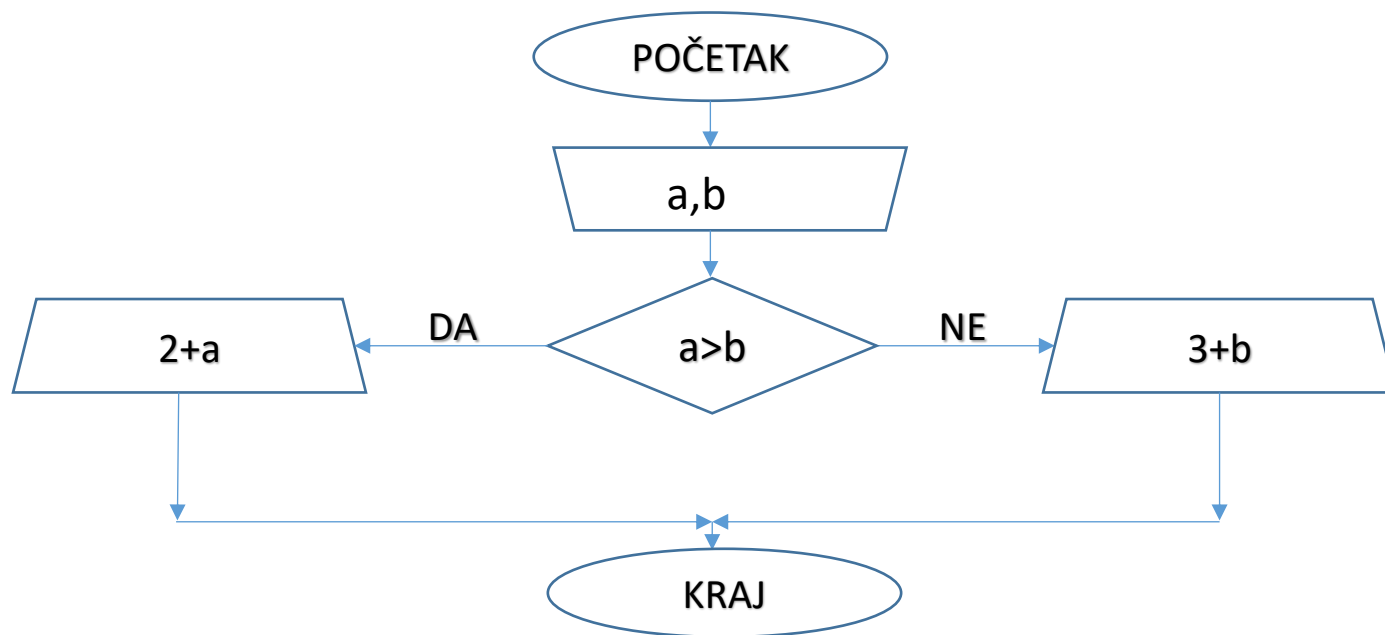 POČETAK
a,b
DA
NE
2+a
a>b
3+b
KRAJ